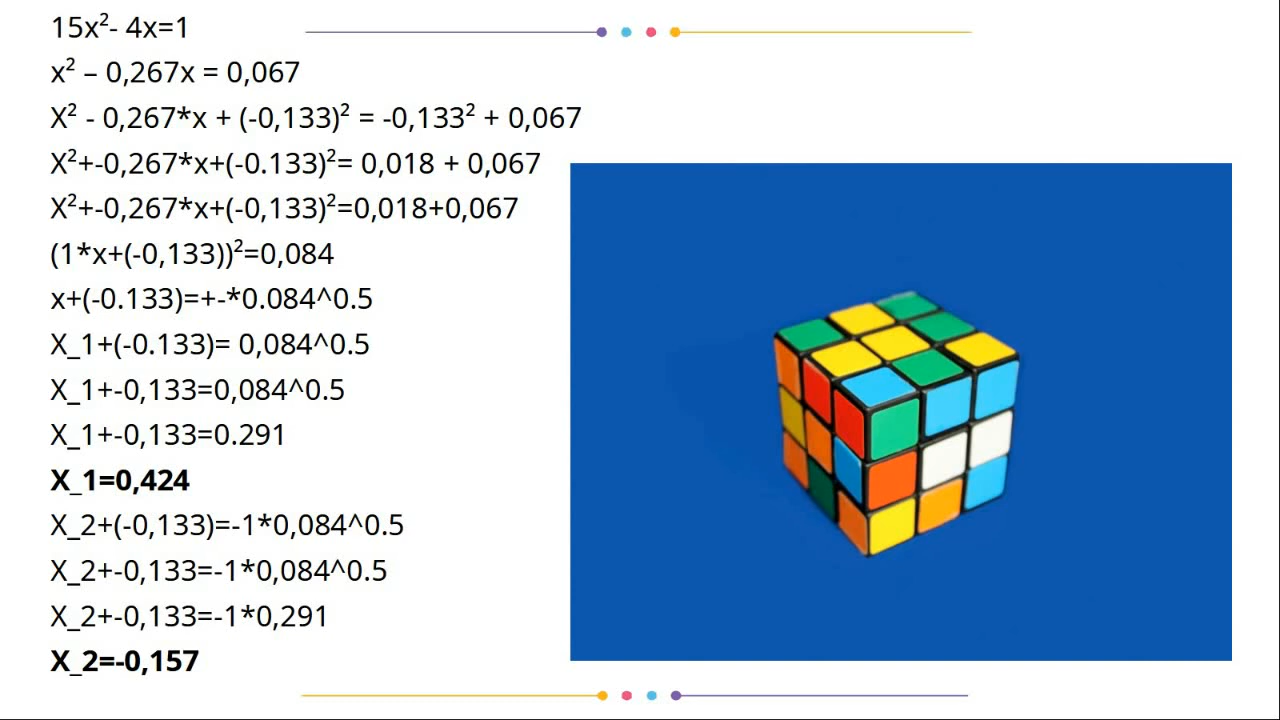 15x²- 4x=1
x² – 0,267x = 0,067
X² - 0,267*x + (-0,133)² = -0,133² + 0,067
X²+-0,267*x+(-0.133)²= 0,018 + 0,067
X²+-0,267*x+(-0,133)²=0,018+0,067
(1*x+(-0,133))²=0,084
x+(-0.133)=+-*0.084^0.5
X_1+(-0.133)= 0,084^0.5
X_1+-0,133=0,084^0.5
X_1+-0,133=0.291
X_1=0,424
X_2+(-0,133)=-1*0,084^0.5
X_2+-0,133=-1*0,084^0.5
X_2+-0,133=-1*0,291
X_2=-0,157